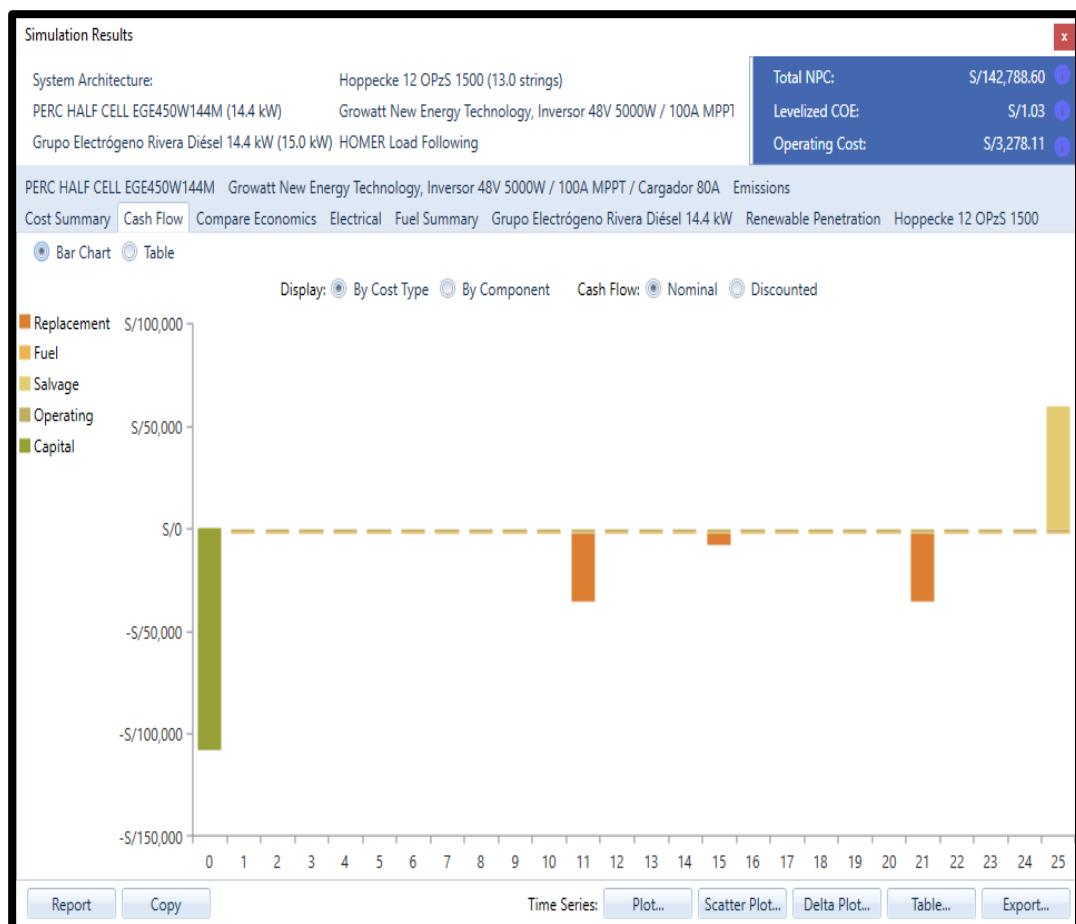 Simulation Results
x
System Architecture:
Hoppecke 12 OPzS 1500 (13.0 strings)
PERC HALF CELL EGE450W144M (14.4 kW)
Growatt New Energy Technology, Inversor 48V 5000W / 100A MPPT
Grupo Electrógeno Rivera Diésel 14.4 kW (15.0 kW)
HOMER Load Following
Total NPC: S/142,788.60
Levelized COE: S/1.03
Operating Cost: S/3,278.11
PERC HALF CELL EGE450W144M Growatt New Energy Technology, Inversor 48V 5000W / 100A MPPT / Cargador 80A Emissions
Cost Summary Cash Flow Compare Economics Electrical Fuel Summary Grupo Electrógeno Rivera Diésel 14.4 kW Renewable Penetration Hoppecke 12 OPzS 1500
Bar Chart Table
Display: By Cost Type By Component Cash Flow: Nominal Discounted
Replacement
Fuel
Salvage
Operating
Capital
S/100,000
S/50,000
S/0
-S/50,000
-S/100,000
-S/150,000
0 1 2 3 4 5 6 7 8 9 10 11 12 13 14 15 16 17 18 19 20 21 22 23 24 25
Report Copy Time Series: Plot... Scatter Plot... Delta Plot... Table... Export...